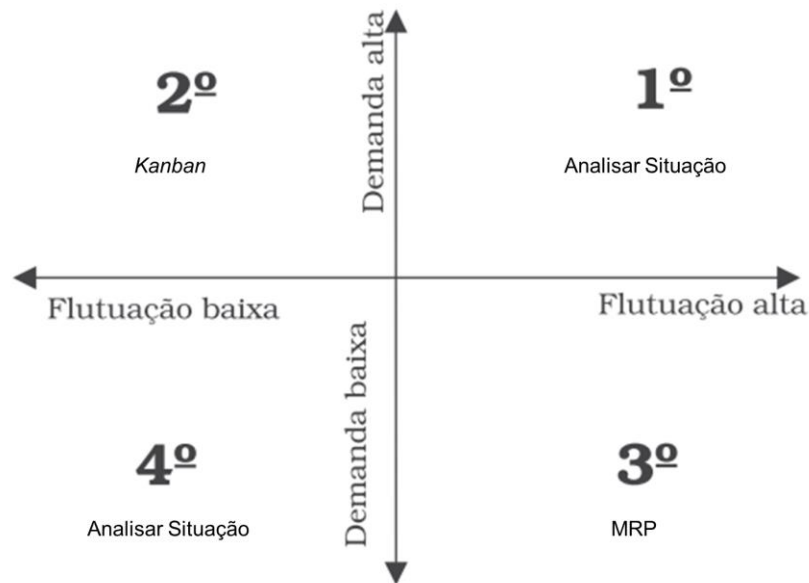 Demanda alta
2º
1º
Kanban
Analisar Situação
Flutuação baixa
Flutuação alta
Demanda baixa
4º
3º
Analisar Situação
MRP